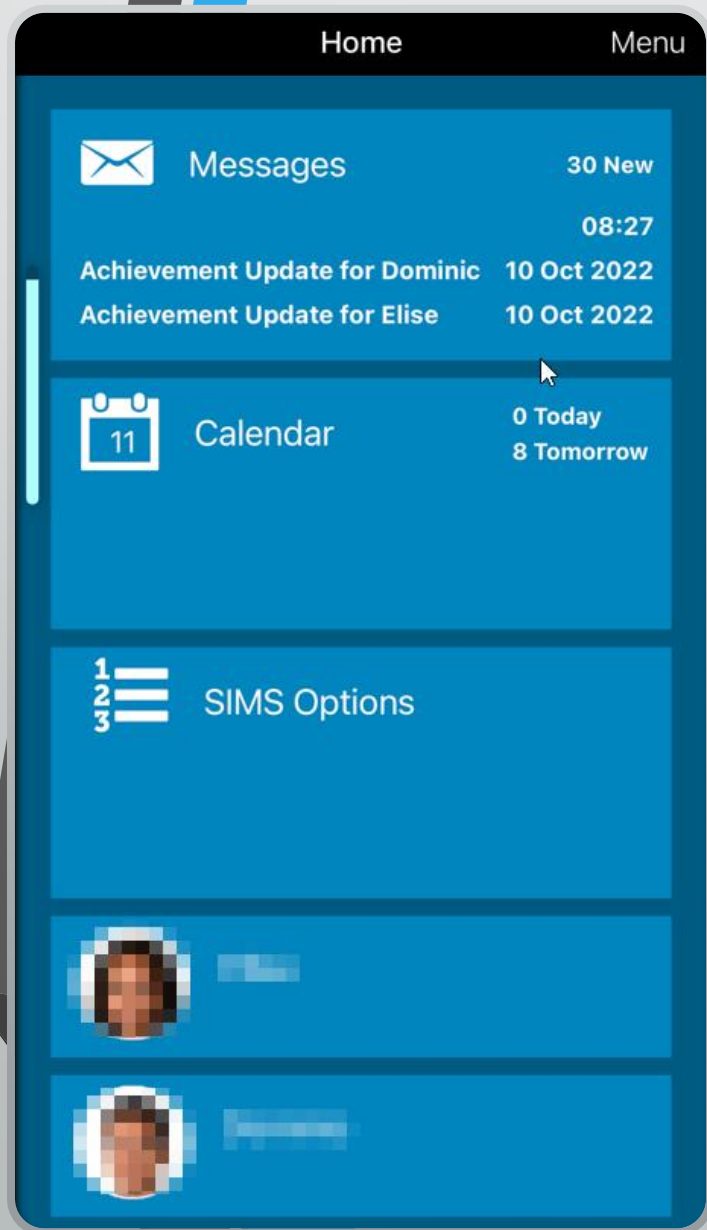 Home Menu
Messages 30 New
08:27
Achievement Update for Dominic 10 Oct 2022
Achievement Update for Elise 10 Oct 2022
11 Calendar 0 Today
8 Tomorrow
1
2
3
SIMS Options